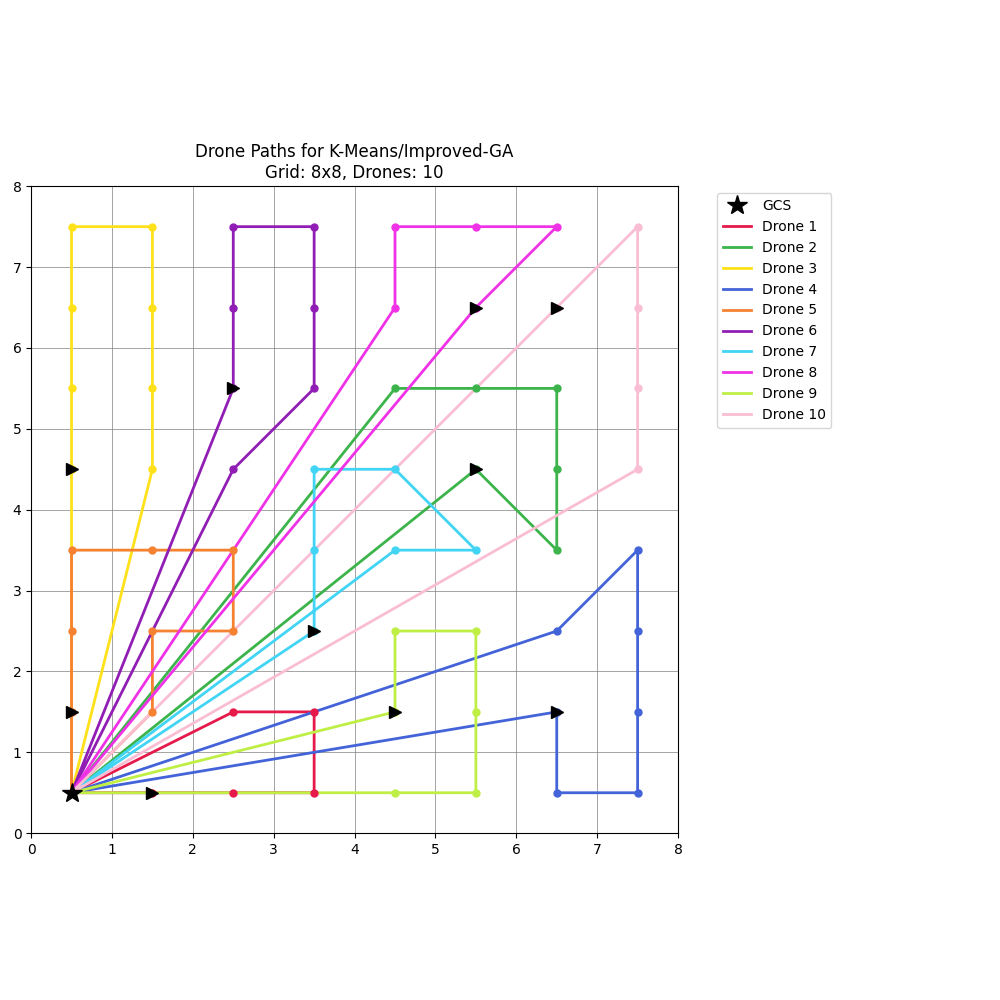 Drone Paths for K-Means/Improved-GA
Grid: 8x8, Drones: 10
8
7
6
5
4
3
2
1
0
0 1 2 3 4 5 6 7 8
GCS
Drone 1
Drone 2
Drone 3
Drone 4
Drone 5
Drone 6
Drone 7
Drone 8
Drone 9
Drone 10